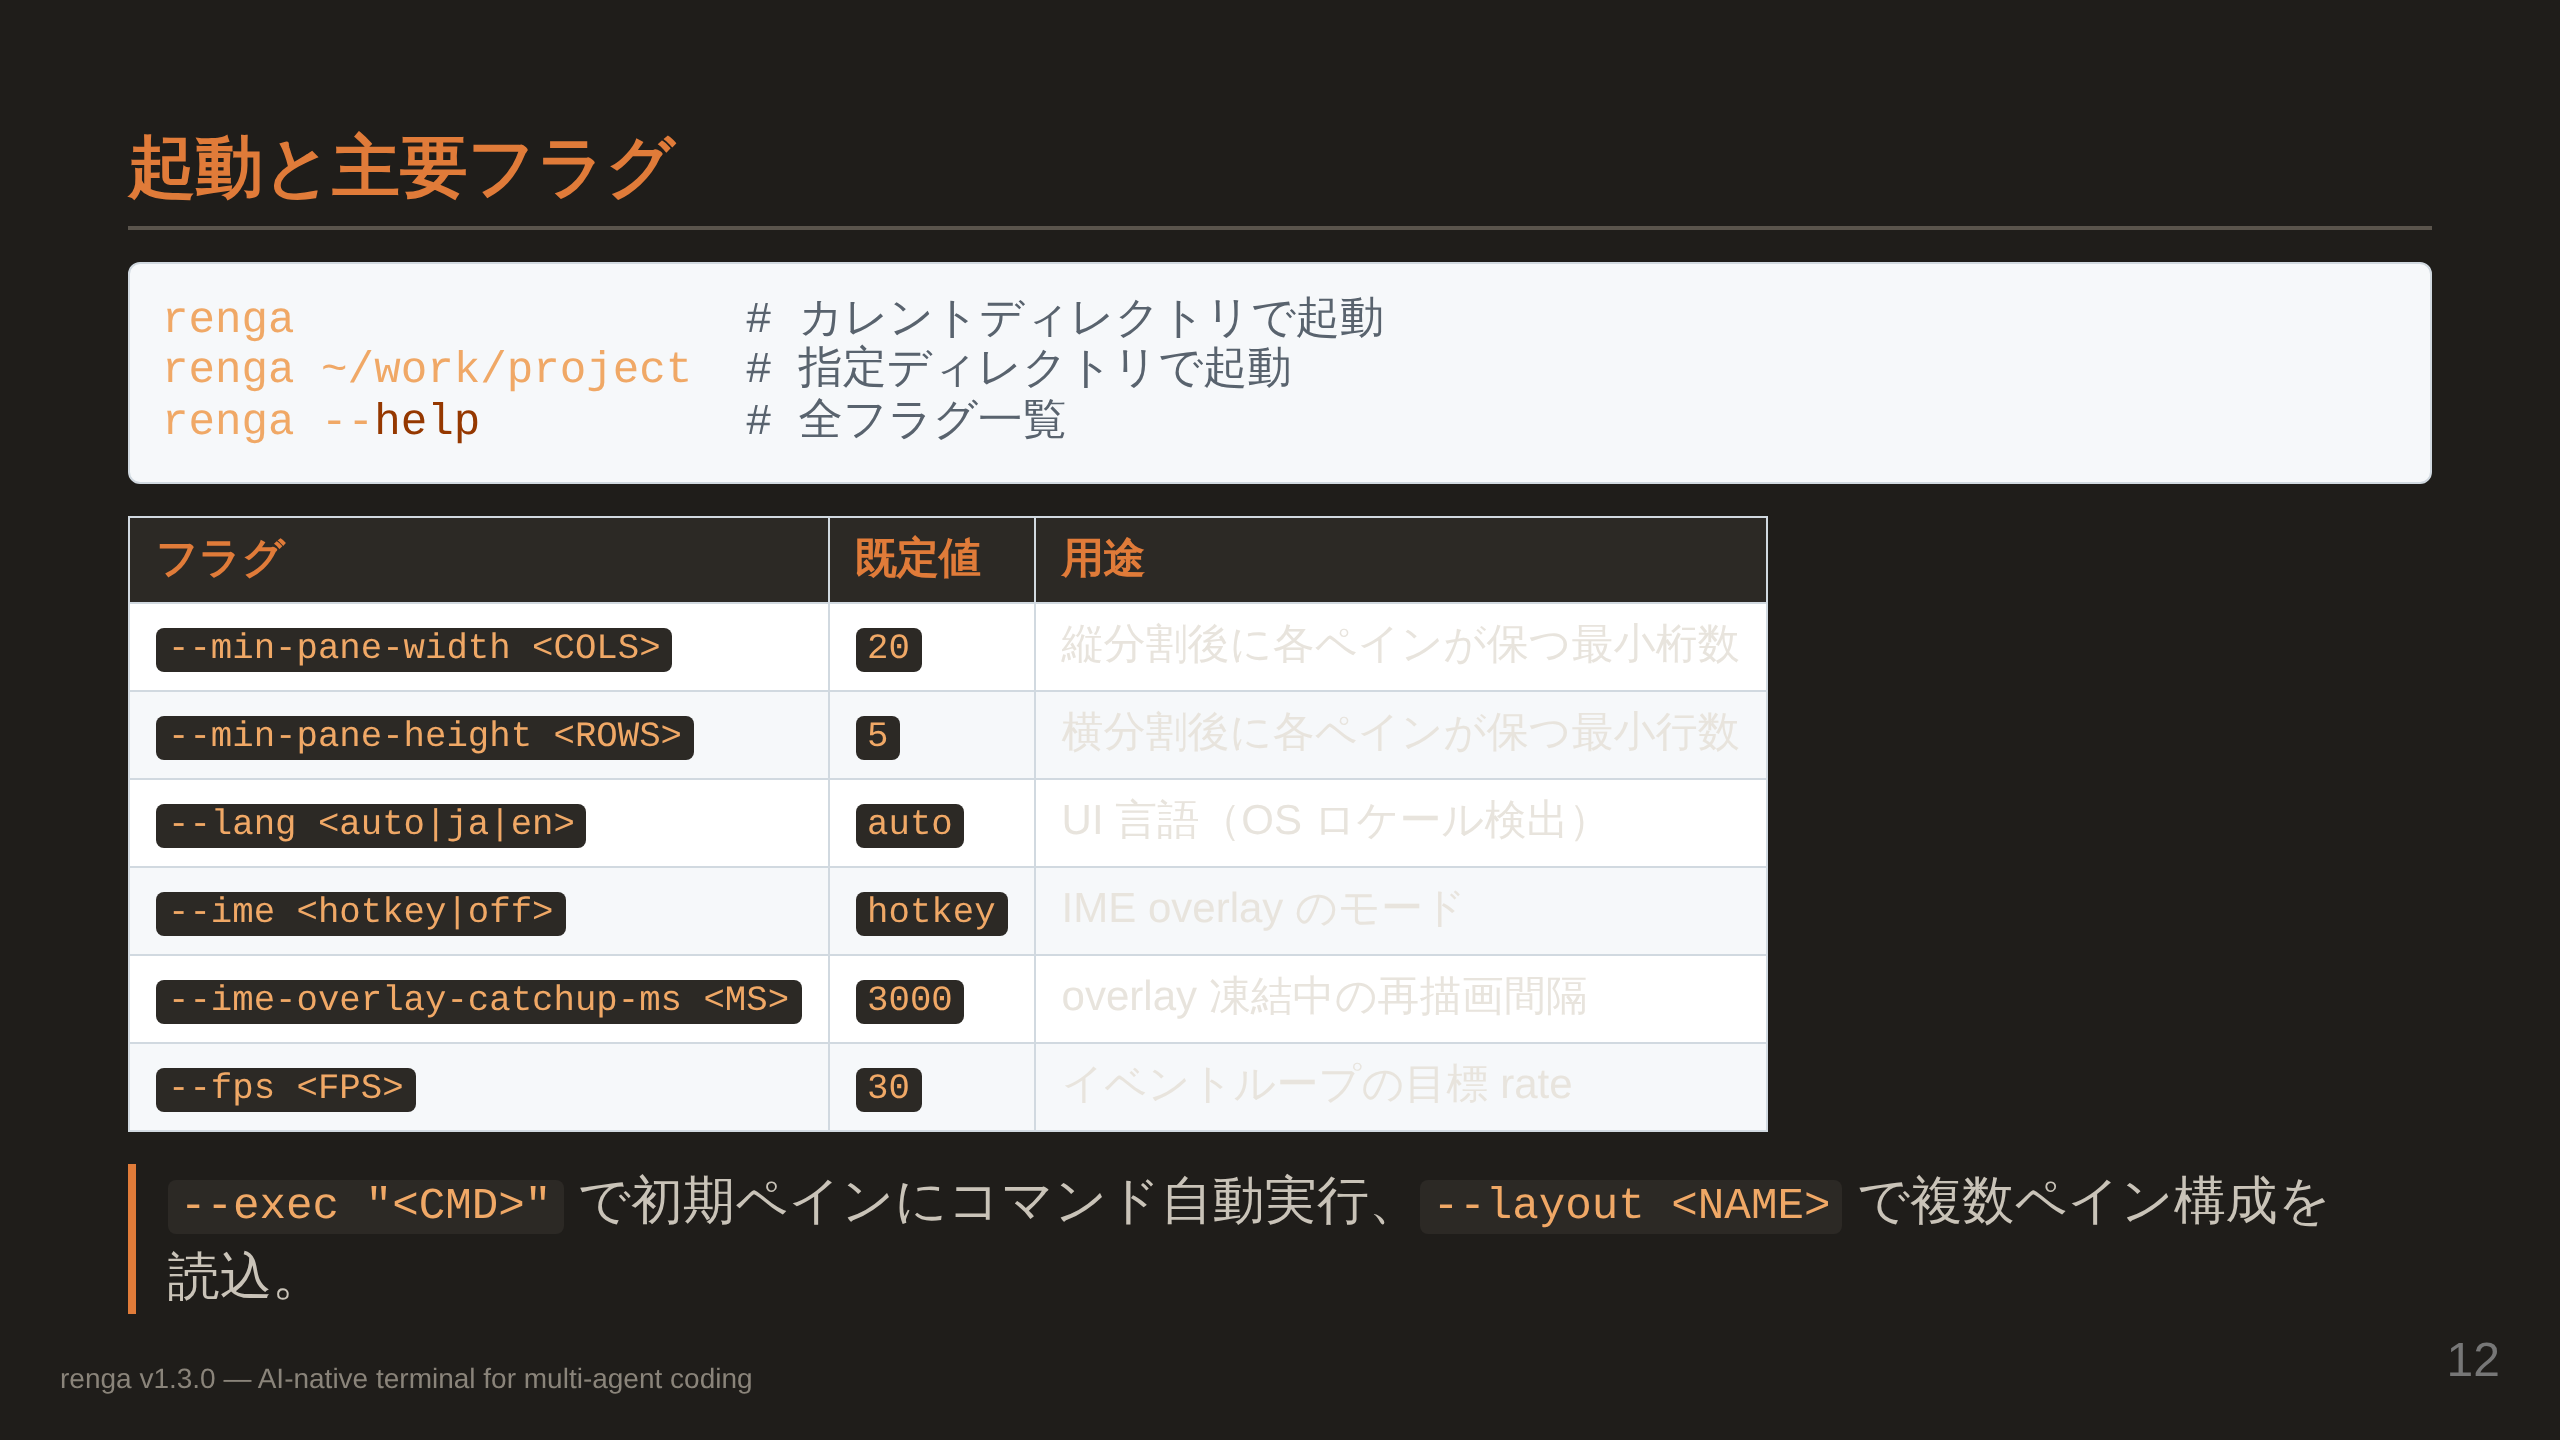 起動と主要フラグ
renga # カレントディレクトリで起動
renga ~/work/project # 指定ディレクトリで起動
renga --help # 全フラグ一覧
フラグ 既定値 用途
--min-pane-width <COLS> 20 縦分割後に各ペインが保つ最小桁数
--min-pane-height <ROWS> 5 横分割後に各ペインが保つ最小行数
--lang <auto|ja|en> auto UI 言語（OS ロケール検出）
--ime <hotkey|off> hotkey IME overlay のモード
--ime-overlay-catchup-ms <MS> 3000 overlay 凍結中の再描画間隔
--fps <FPS> 30 イベントループの目標 rate
--exec "<CMD>" で初期ペインにコマンド自動実行、--layout <NAME> で複数ペイン構成を
読込。
renga v1.3.0 — AI-native terminal for multi-agent coding
12